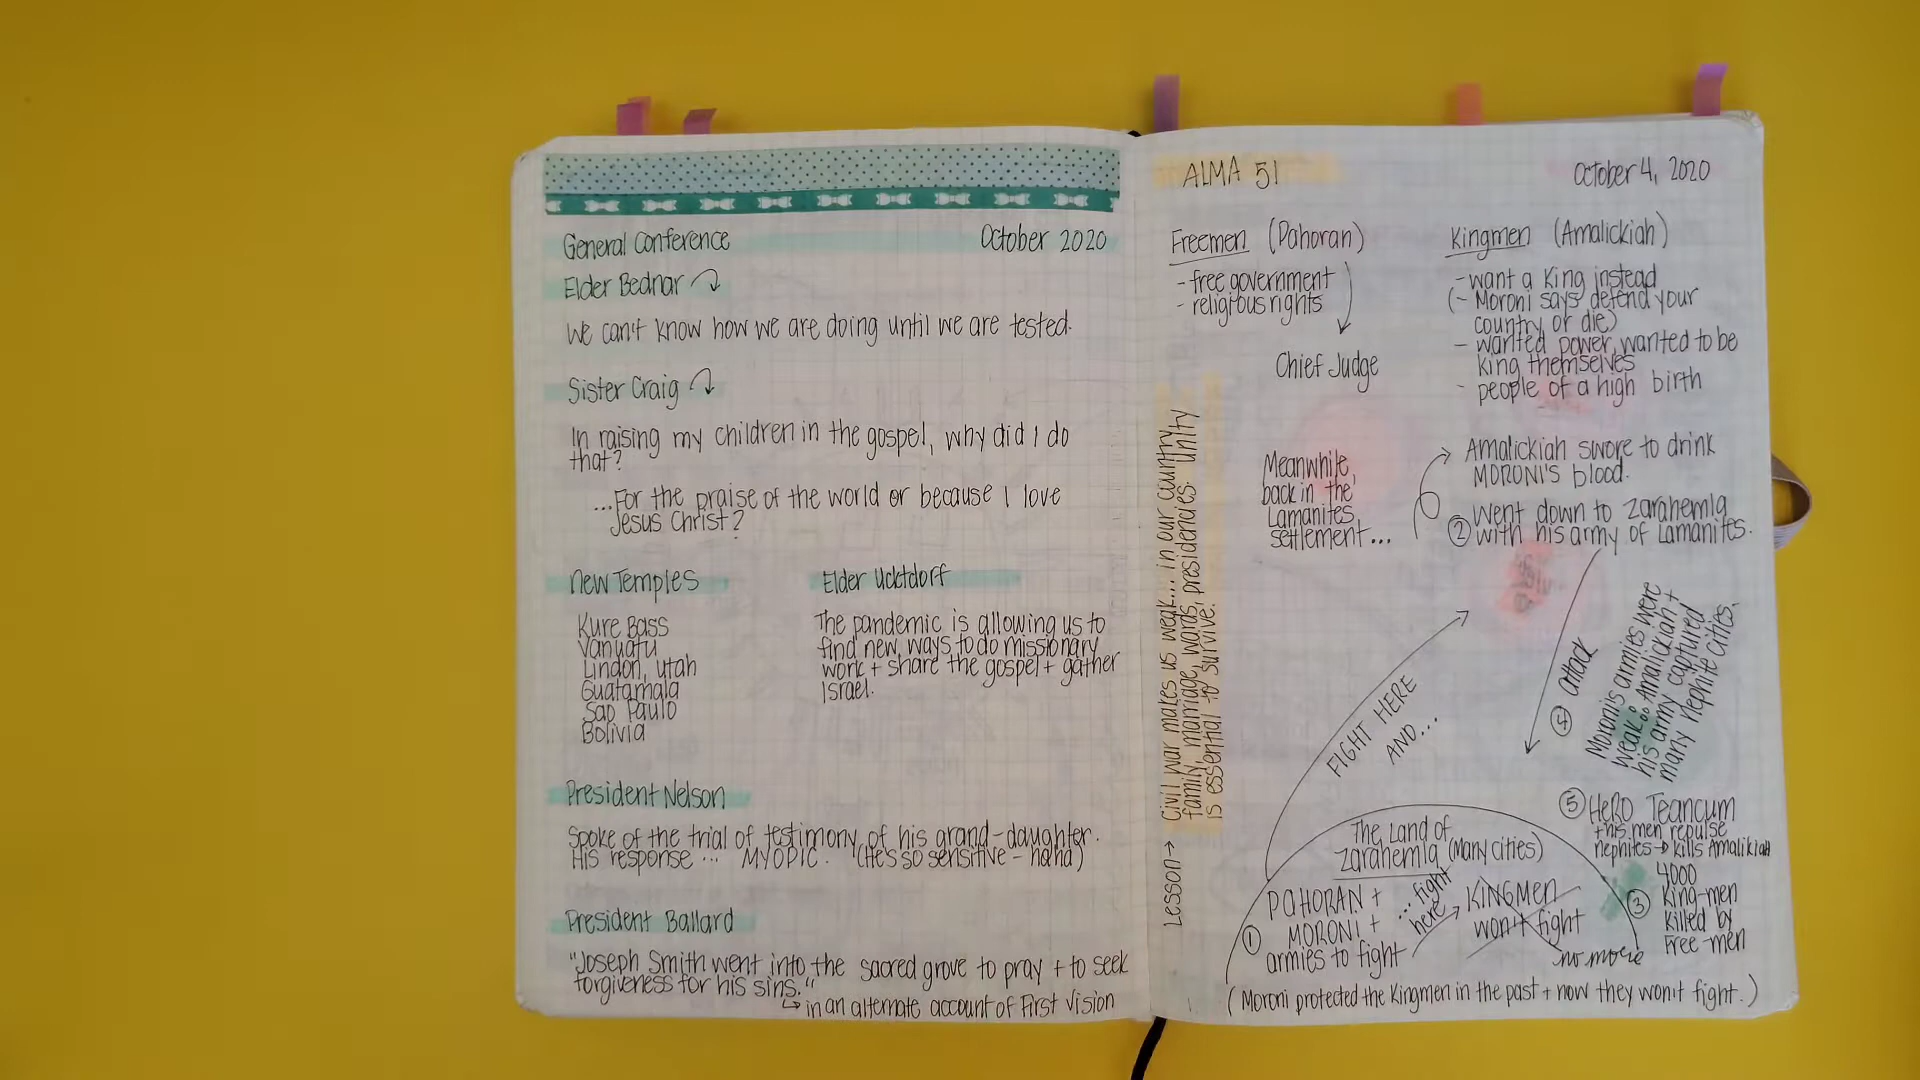 General Conference October 2020
Elder Bednar
We can't know how we are doing until we are tested.
Sister Craig
In raising my children in the gospel, why did I do
that?
...For the praise of the world or because I love
Jesus Christ?
New Temples
Kure Bass
Vanuatu
Lindon, Utah
Guatamala
Sao Paulo
Bolivia
Elder Ucktdorf
The pandemic is allowing us to
find new ways to do missionary
work + share the gospel + gather
Israel.
President Nelson
Spoke of the trial of testimony of his grand-daughter.
His response ... MYOPIC. (He's so sensitive - haha)
President Ballard
"Joseph Smith went into the sacred grove to pray + to seek
forgiveness for his sins."
↳ in an alternate account of First Vision
ALMA 51 October 4, 2020
Freemen (Pahoran)
- free government
- religious rights
Chief Judge
Kingmen (Amalickiah)
- want a King instead
(- Moroni says defend your
country or die)
- wanted power, wanted to be
King themselves
- people of a high birth
Meanwhile
back in the
Lamanites
settlement...
Amalickiah swore to drink
MORONI'S blood.
② Went down to Zarahemla
with his army of Lamanites.
Lesson → Civil war makes us weak... in our country,
family, marriage, wards, presidencies. Unity
is essential to survive.
FIGHT HERE
AND...
④ attack
Moroni's armies were
weak ∴ Amalickiah +
his army captured
many nephite cities.
⑤ HERO Teancum
+ his men repulse
nephites → kills Amalikiah
The Land of
Zarahemla (Many cities)
① PAHORAN +
MORONI +
armies to fight
... fight
here
KINGMEN
won't fight
no more
③ 4000
King-men
killed by
Free-men
(Moroni protected the Kingmen in the past + now they won't fight.)